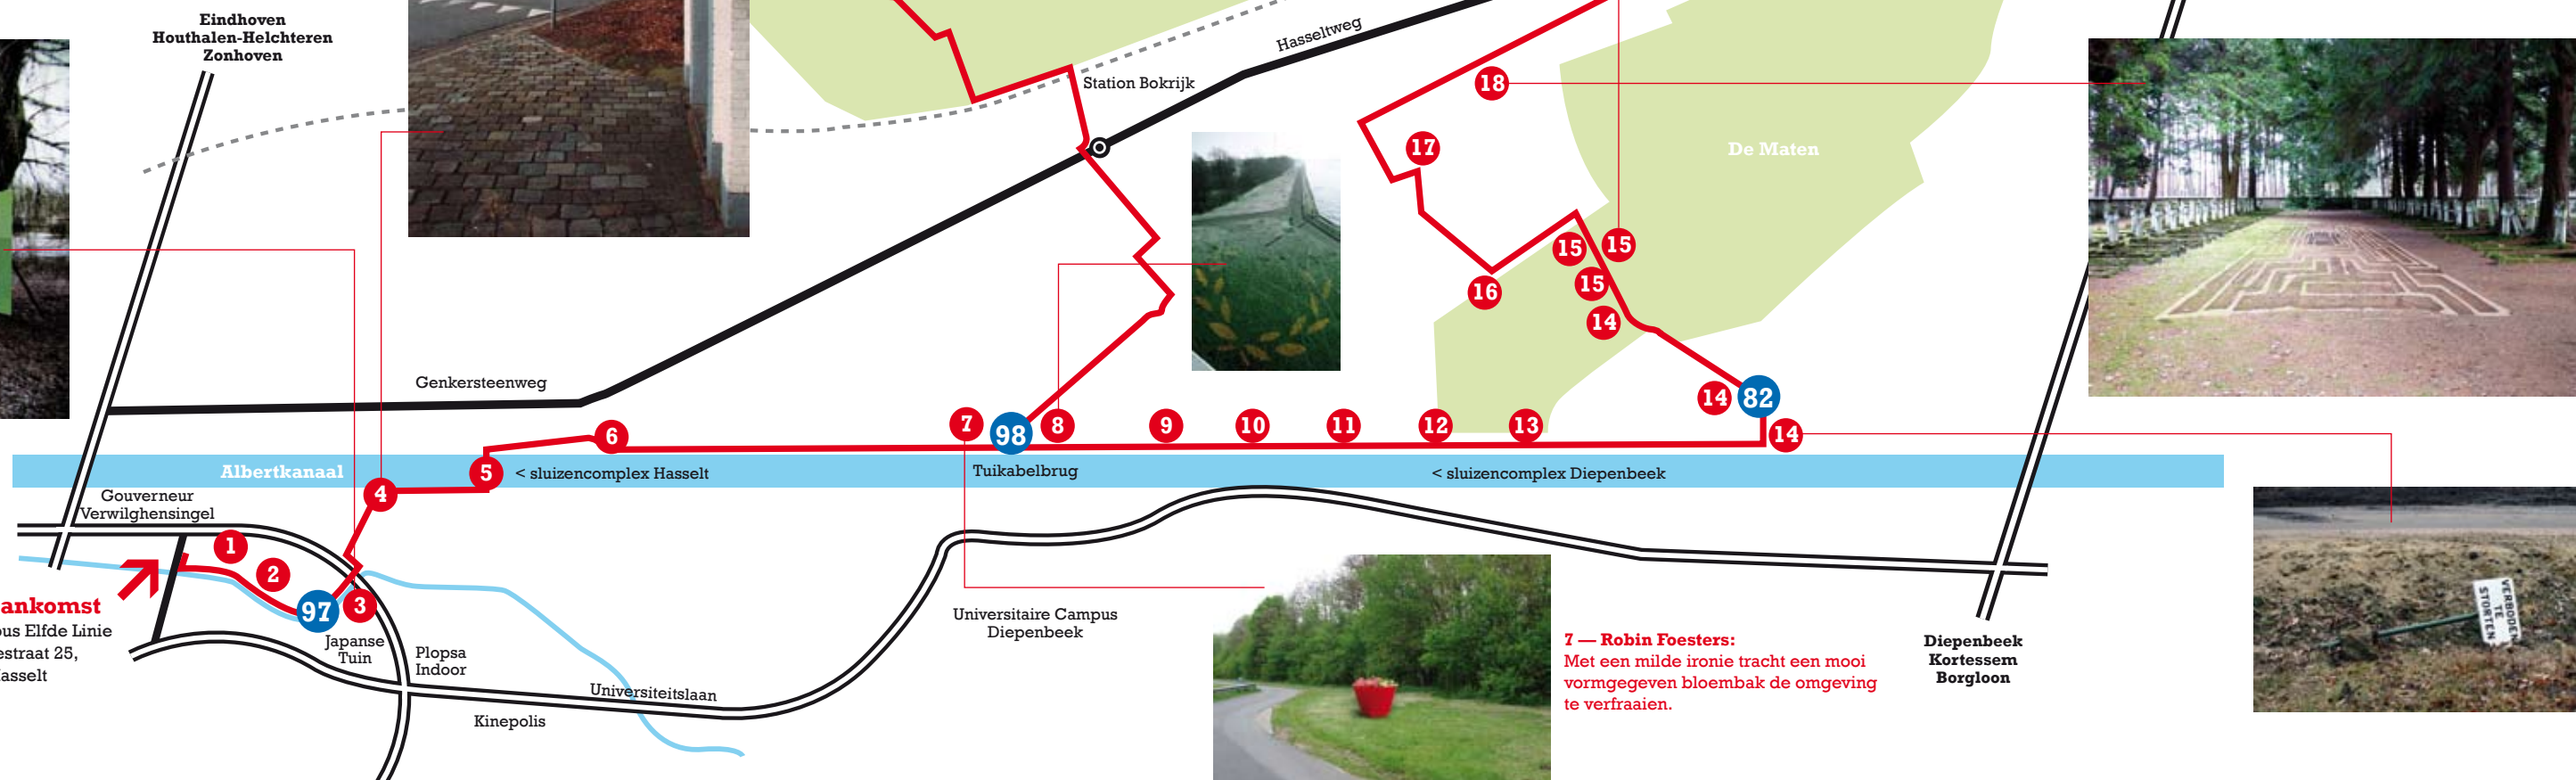 Eindhoven
Houthalen-Helchteren
Zonhoven
Hasseltweg
Station Bokrijk
18
17
De Maten
15
15
15
16
14
Genkersteenweg
82
14
14
6
7
98
8
9
10
11
12
13
Albertkanaal
5
< sluizencomplex Hasselt
Tuikabelbrug
< sluizencomplex Diepenbeek
4
Gouverneur
Verwilghensingel
1
2
97
3
ankomst
us Elfde Linie
estraat 25,
asselt
Japanse
Tuin
Plopsa
Indoor
Universiteitslaan
Kinepolis
Universitaire Campus
Diepenbeek
7 — Robin Foesters:
Met een milde ironie tracht een mooi
vormgegeven bloembak de omgeving
te verfraaien.
Diepenbeek
Kortessem
Borgloon
VERBODEN
TE
STORTEN